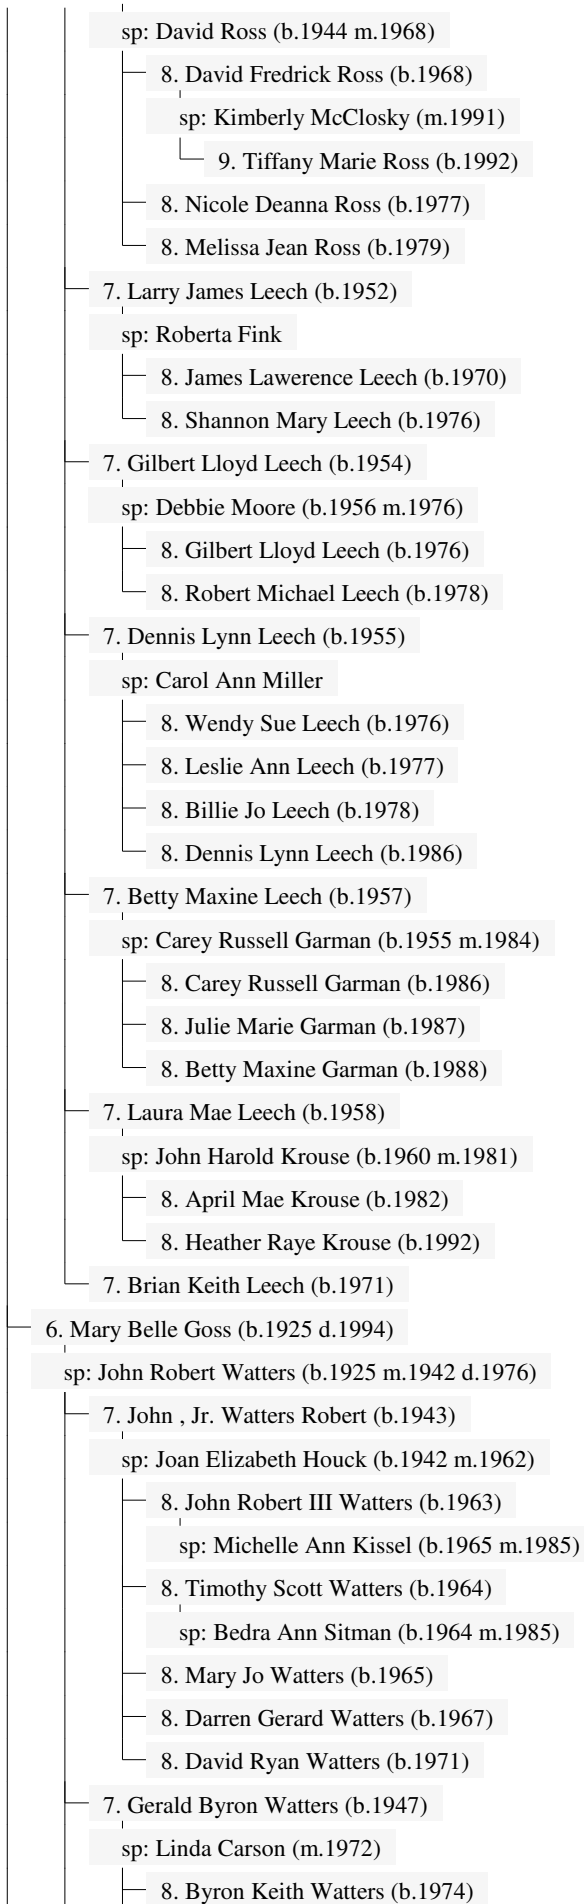 sp: David Ross (b.1944 m.1968)
8. David Fredrick Ross (b.1968)
sp: Kimberly McClosky (m.1991)
9. Tiffany Marie Ross (b.1992)
8. Nicole Deanna Ross (b.1977)
8. Melissa Jean Ross (b.1979)
7. Larry James Leech (b.1952)
sp: Roberta Fink
8. James Lawerence Leech (b.1970)
8. Shannon Mary Leech (b.1976)
7. Gilbert Lloyd Leech (b.1954)
sp: Debbie Moore (b.1956 m.1976)
8. Gilbert Lloyd Leech (b.1976)
8. Robert Michael Leech (b.1978)
7. Dennis Lynn Leech (b.1955)
sp: Carol Ann Miller
8. Wendy Sue Leech (b.1976)
8. Leslie Ann Leech (b.1977)
8. Billie Jo Leech (b.1978)
8. Dennis Lynn Leech (b.1986)
7. Betty Maxine Leech (b.1957)
sp: Carey Russell Garman (b.1955 m.1984)
8. Carey Russell Garman (b.1986)
8. Julie Marie Garman (b.1987)
8. Betty Maxine Garman (b.1988)
7. Laura Mae Leech (b.1958)
sp: John Harold Krouse (b.1960 m.1981)
8. April Mae Krouse (b.1982)
8. Heather Raye Krouse (b.1992)
7. Brian Keith Leech (b.1971)
6. Mary Belle Goss (b.1925 d.1994)
sp: John Robert Watters (b.1925 m.1942 d.1976)
7. John , Jr. Watters Robert (b.1943)
sp: Joan Elizabeth Houck (b.1942 m.1962)
8. John Robert III Watters (b.1963)
sp: Michelle Ann Kissel (b.1965 m.1985)
8. Timothy Scott Watters (b.1964)
sp: Bedra Ann Sitman (b.1964 m.1985)
8. Mary Jo Watters (b.1965)
8. Darren Gerard Watters (b.1967)
8. David Ryan Watters (b.1971)
7. Gerald Byron Watters (b.1947)
sp: Linda Carson (m.1972)
8. Byron Keith Watters (b.1974)